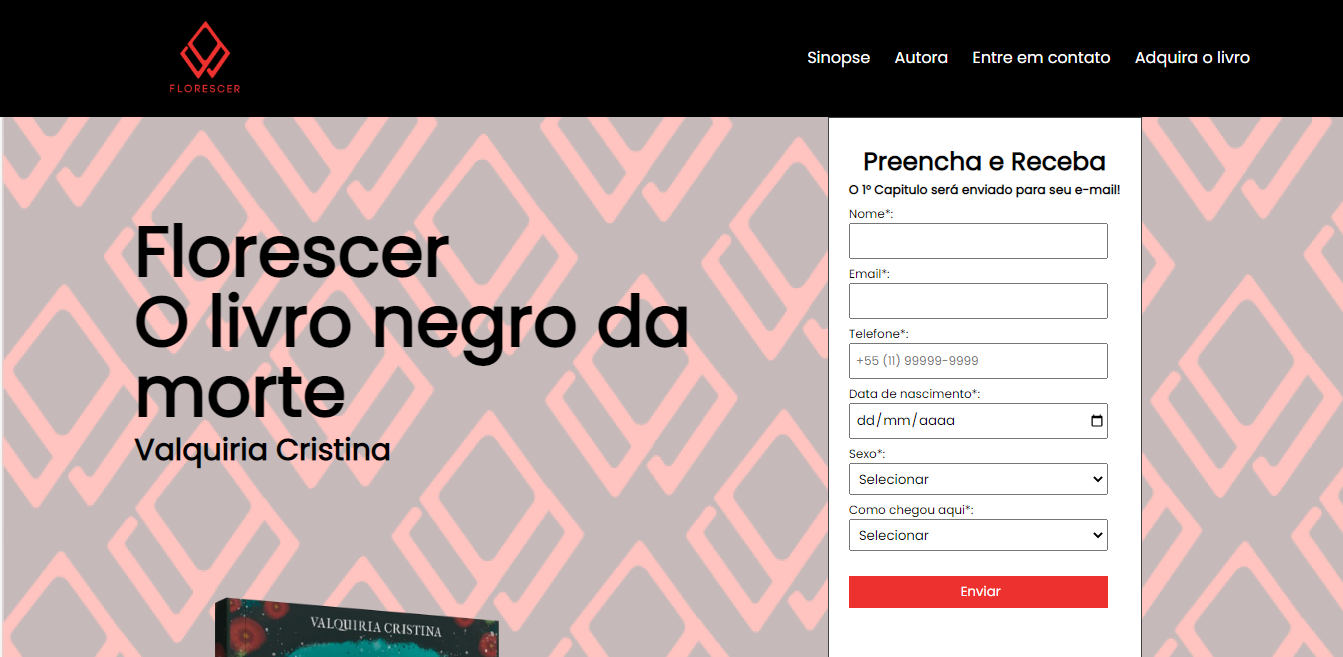 FLORESCER
Sinopse Autora Entre em contato Adquira o livro
Florescer
O livro negro da
morte
Valquiria Cristina
VALQUIRIA CRISTINA
Preencha e Receba
O 1º Capitulo será enviado para seu e-mail!
Nome*:
Email*:
Telefone*:
+55 (11) 99999-9999
Data de nascimento*:
dd/mm/aaaa
Sexo*:
Selecionar
Como chegou aqui*:
Selecionar
Enviar